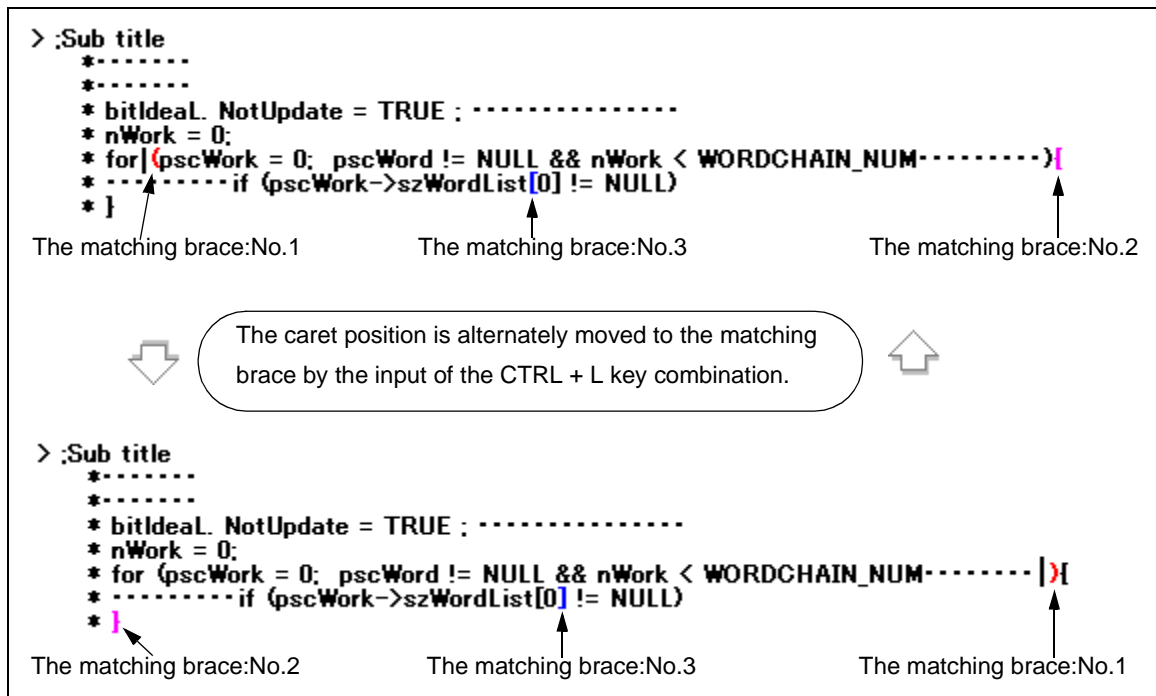 > ;Sub title
*-------
*-------
* bitIdeaL. NotUpdate = TRUE ; ---------------
* nWork = 0;
* for|(pscWork = 0;  pscWord != NULL && nWork < WORDCHAIN_NUM---------){
* ---------if (pscWork->szWordList[0] != NULL)
* }
The matching brace:No.1 The matching brace:No.3 The matching brace:No.2
The caret position is alternately moved to the matching
brace by the input of the CTRL + L key combination.
> ;Sub title
*-------
*-------
* bitIdeaL. NotUpdate = TRUE ; ---------------
* nWork = 0;
* for (pscWork = 0;  pscWord != NULL && nWork < WORDCHAIN_NUM-------- |){
* ---------if (pscWork->szWordList[0] != NULL)
* }
The matching brace:No.2 The matching brace:No.3 The matching brace:No.1